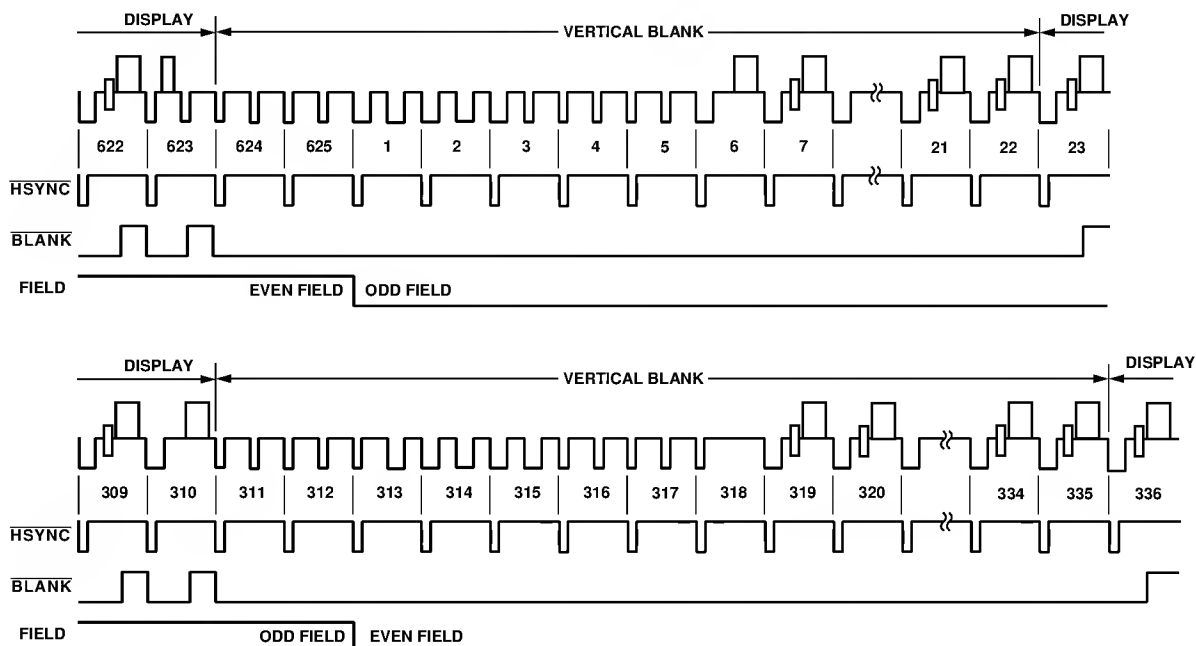 DISPLAY VERTICAL BLANK DISPLAY
622 623 624 625 1 2 3 4 5 6 7 21 22 23
HSYNC
BLANK
FIELD EVEN FIELD ODD FIELD
DISPLAY VERTICAL BLANK DISPLAY
309 310 311 312 313 314 315 316 317 318 319 320 334 335 336
HSYNC
BLANK
FIELD ODD FIELD EVEN FIELD